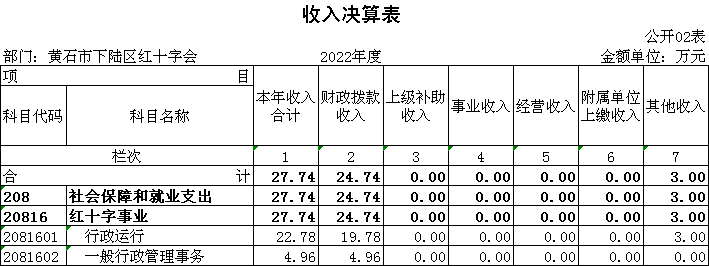 收入决算表
公开02表
部门：黄石市下陆区红十字会 2022年度 金额单位：万元
项 目 本年收入合计 财政拨款收入 上级补助收入 事业收入 经营收入 附属单位上缴收入 其他收入
科目代码 科目名称
栏次 1 2 3 4 5 6 7
合 计 27.74 24.74 0.00 0.00 0.00 0.00 3.00
208 社会保障和就业支出 27.74 24.74 0.00 0.00 0.00 0.00 3.00
20816 红十字事业 27.74 24.74 0.00 0.00 0.00 0.00 3.00
2081601 行政运行 22.78 19.78 0.00 0.00 0.00 0.00 3.00
2081602 一般行政管理事务 4.96 4.96 0.00 0.00 0.00 0.00 0.00